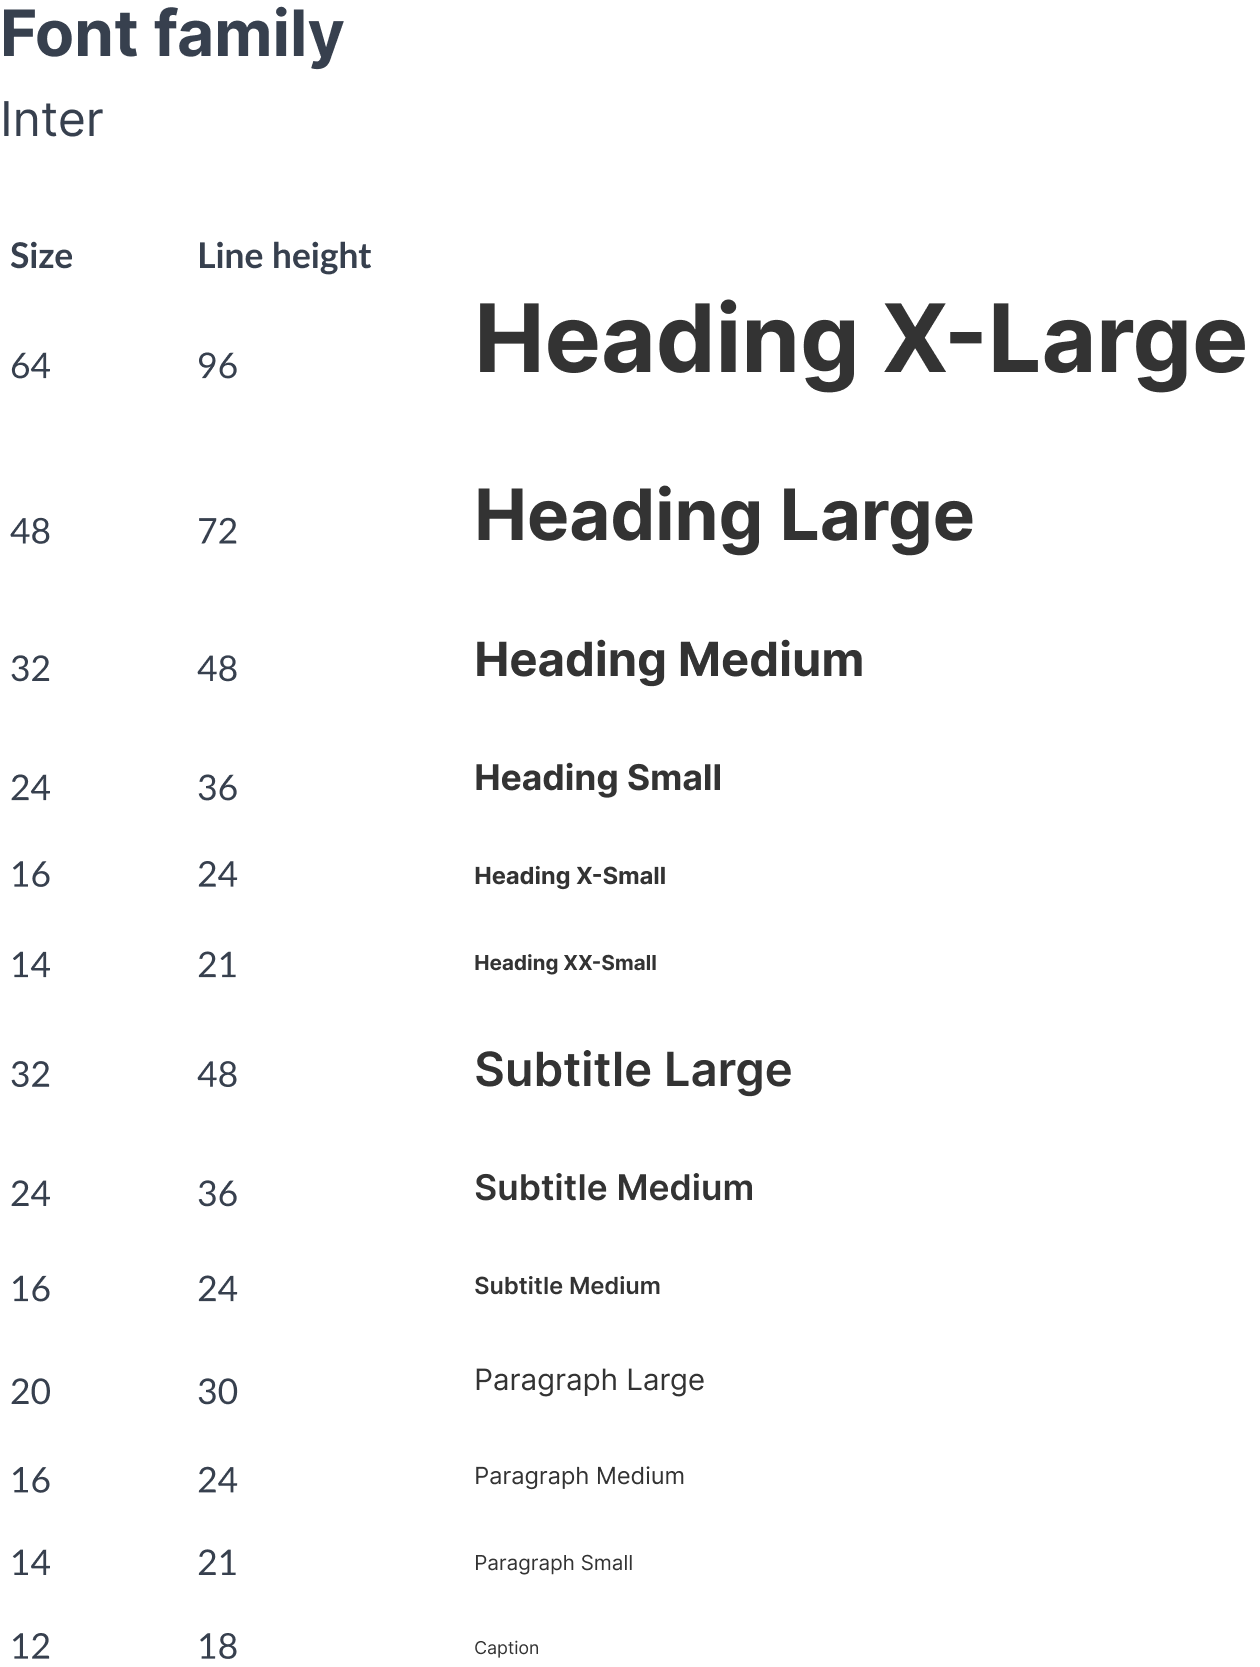 Font family
Inter
Size Line height
64 96 Heading X-Large
48 72 Heading Large
32 48 Heading Medium
24 36 Heading Small
16 24 Heading X-Small
14 21 Heading XX-Small
32 48 Subtitle Large
24 36 Subtitle Medium
16 24 Subtitle Medium
20 30 Paragraph Large
16 24 Paragraph Medium
14 21 Paragraph Small
12 18 Caption